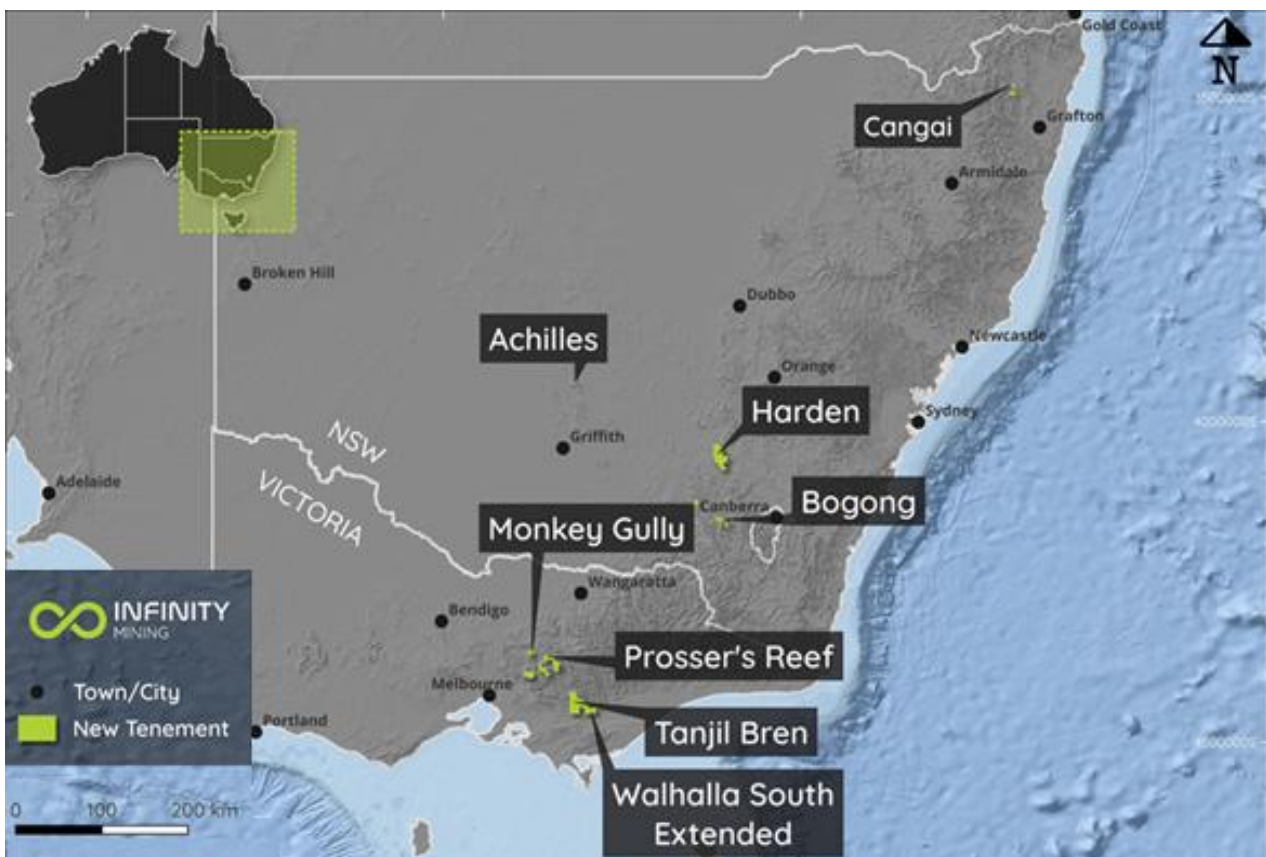 Gold Coast
N
Cangai
Grafton
Armidale
Broken Hill
Dubbo
Achilles
Newcastle
Orange
Harden
Sydney
Griffith
NSW
VICTORIA
Adelaide
Canberra
Bogong
Monkey Gully
Wangaratta
Bendigo
Prosser's Reef
Melbourne
Tanjil Bren
Portland
Walhalla South
Extended
INFINITY
MINING
Town/City
New Tenement
0 100 200 km